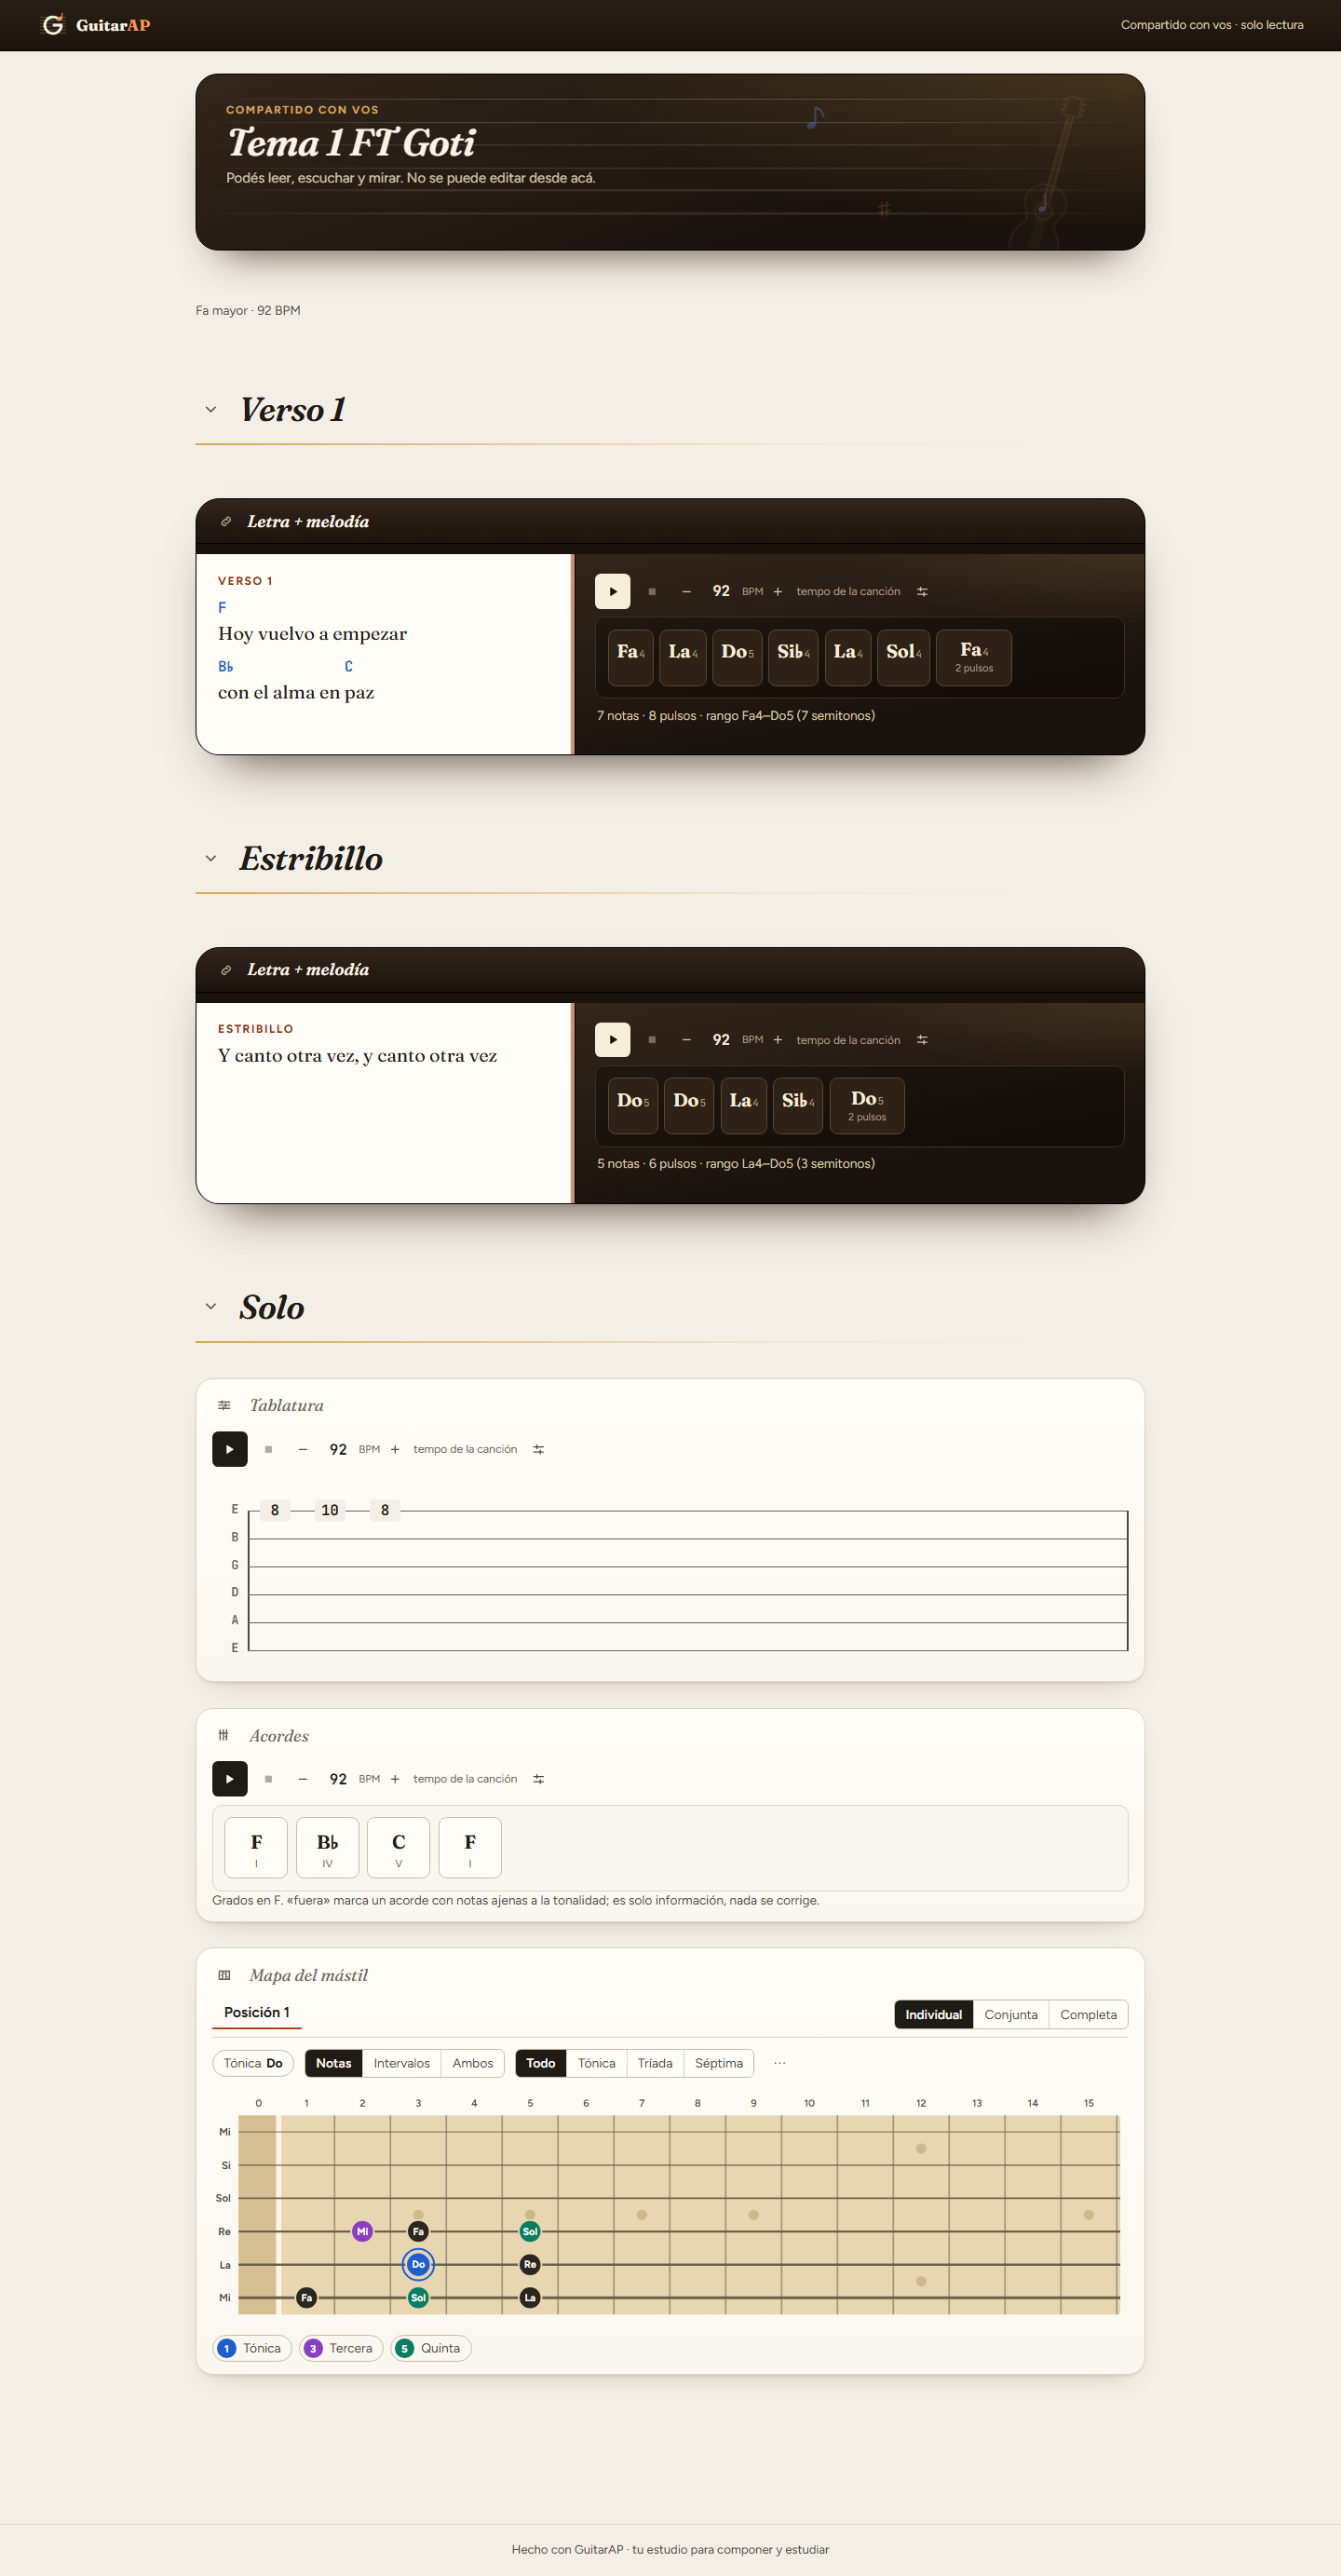 GuitarAP
Compartido con vos · solo lectura
COMPARTIDO CON VOS
Tema 1 FT Goti
Podés leer, escuchar y mirar. No se puede editar desde acá.
Fa mayor · 92 BPM
Verso 1
Letra + melodía
VERSO 1
F
Hoy vuelvo a empezar
B♭ C
con el alma en paz
92 BPM + tempo de la canción
Fa4 La4 Do5 Si♭4 La4 Sol4 Fa4
2 pulsos
7 notas · 8 pulsos · rango Fa4–Do5 (7 semitonos)
Estribillo
Letra + melodía
ESTRIBILLO
Y canto otra vez, y canto otra vez
− 92 BPM + tempo de la canción
Do5 Do5 La4 Si♭4 Do5
2 pulsos
5 notas · 6 pulsos · rango La4–Do5 (3 semitonos)
Solo
Tablatura
− 92 BPM + tempo de la canción
E 8 10 8
B
G
D
A
E
Acordes
− 92 BPM + tempo de la canción
F B♭ C F
I IV V I
Grados en F. «fuera» marca un acorde con notas ajenas a la tonalidad; es solo información, nada se corrige.
Mapa del mástil
Posición 1 Individual Conjunta Completa
Tónica Do Notas Intervalos Ambos Todo Tónica Tríada Séptima ···
0 1 2 3 4 5 6 7 8 9 10 11 12 13 14 15
Mi
Si
Sol
Re Mi Fa Sol
La Do Re
Mi Fa Sol La
1 Tónica 3 Tercera 5 Quinta
Hecho con GuitarAP · tu estudio para componer y estudiar